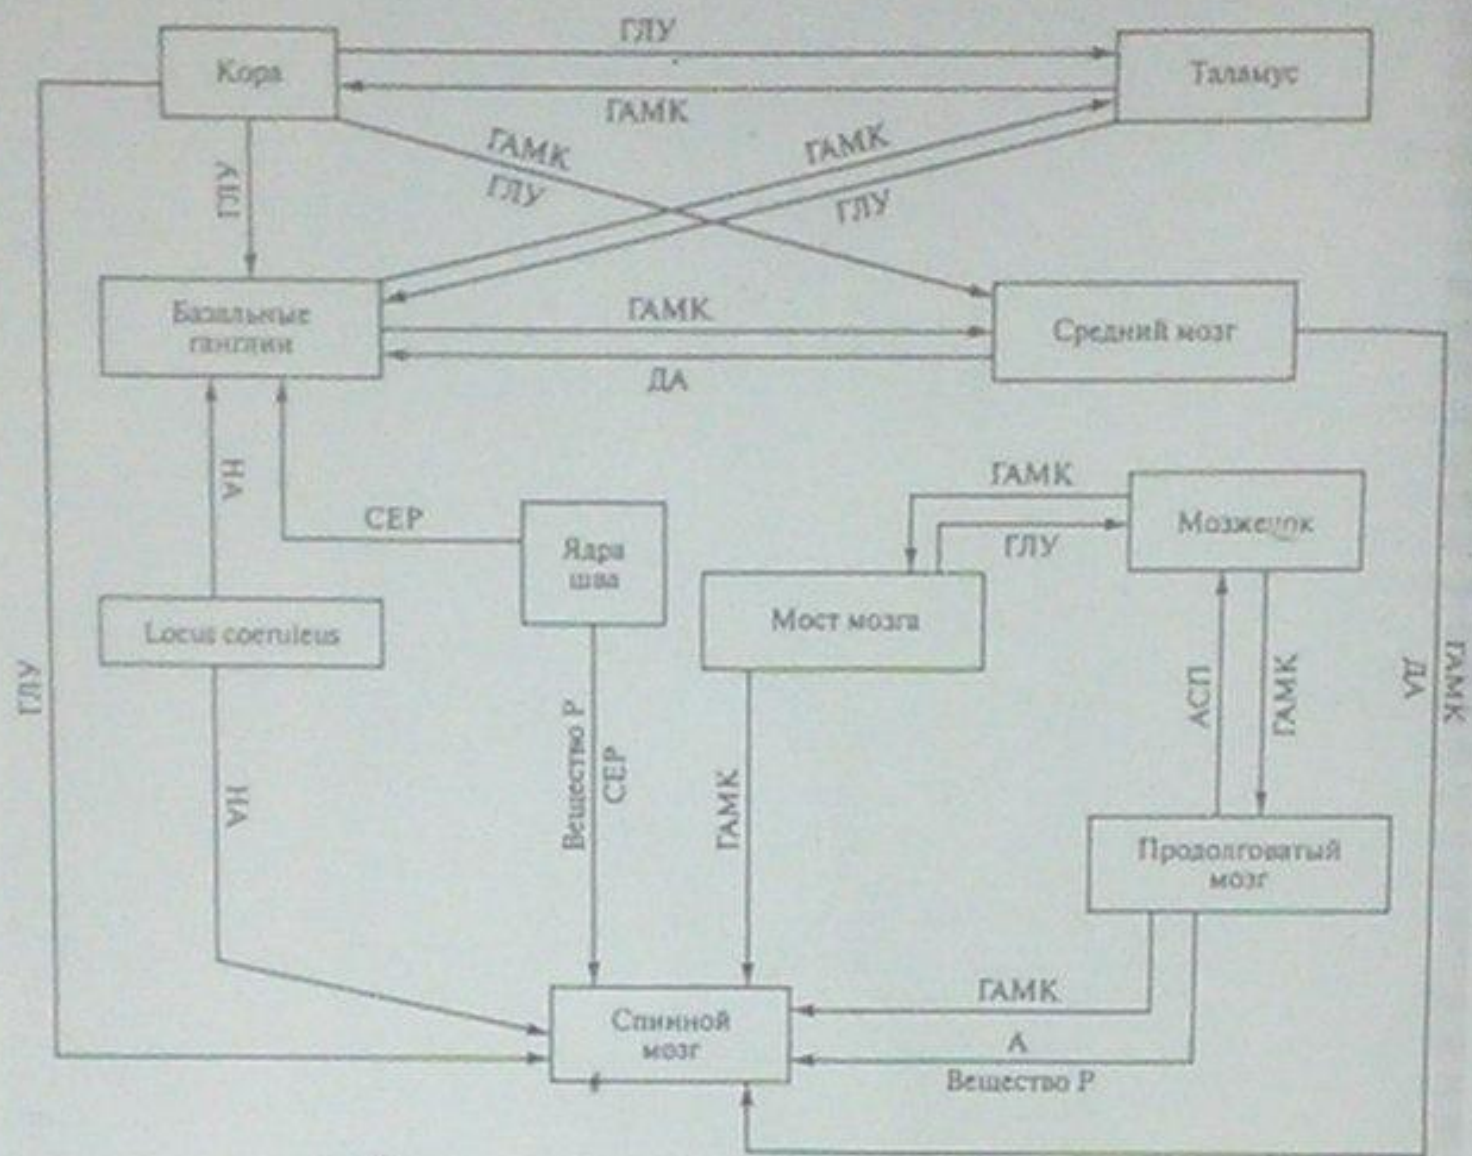 ГЛУ
Кора
Таламус
ГАМК
ГАМК
ГЛУ
ГАМК
ГЛУ
ГЛУ
Базальные
ганглии
ГАМК
Средний мозг
ДА
НА
СЕР
Ядра
шва
ГАМК
ГЛУ
Мозжечок
Locus coeruleus
Мост мозга
ГЛУ
НА
Вещество Р
СЕР
ГАМК
АСП
ГАМК
ДА
ГАМК
Продолговатый
мозг
Спинной
мозг
ГАМК
А
Вещество Р